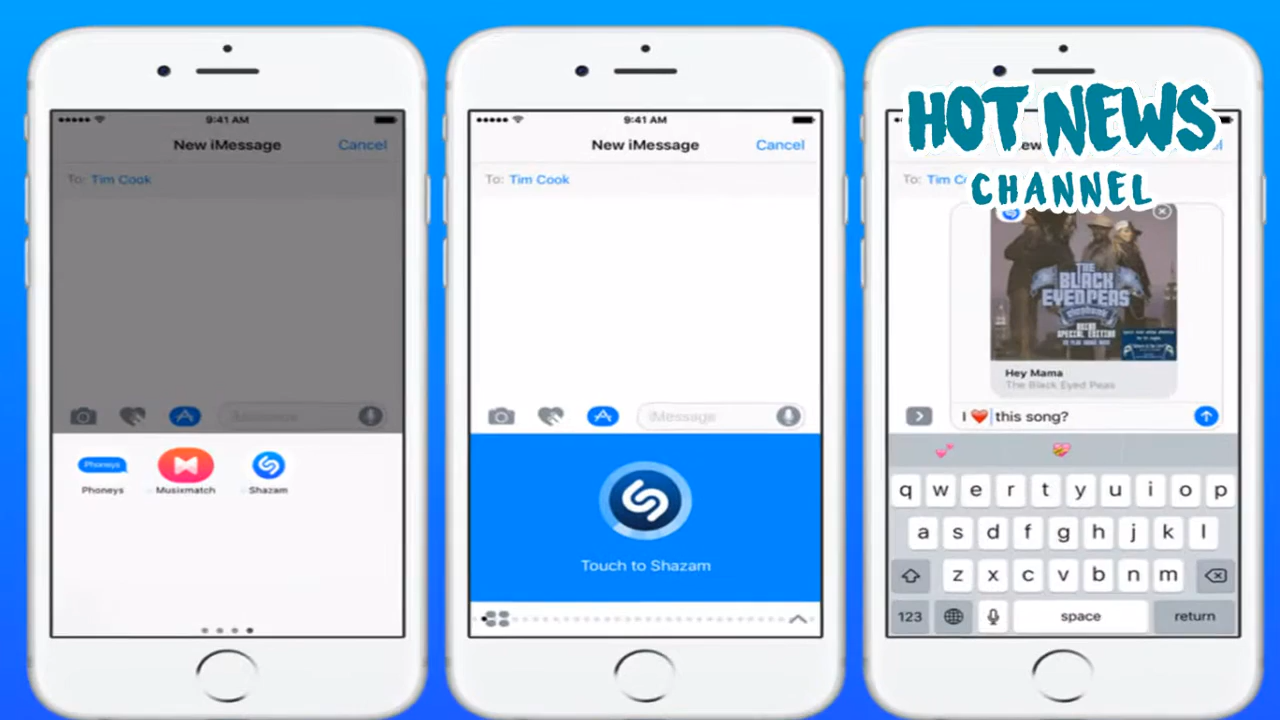 9:41 AM
New iMessage
Cancel
To: Tim Cook
Phoneys
Phoneys
Musixmatch
Shazam
9:41 AM
New iMessage
Cancel
To: Tim Cook
iMessage
Touch to Shazam
HOT NEWS
CHANNEL
To: Tim
THE
BLACK
EYED PEAS
SPECIAL EDITION
Hey Mama
The Black Eyed Peas
I ❤️ this song?
q w e r t y u i o p
a s d f g h j k l
z x c v b n m
123
space
return